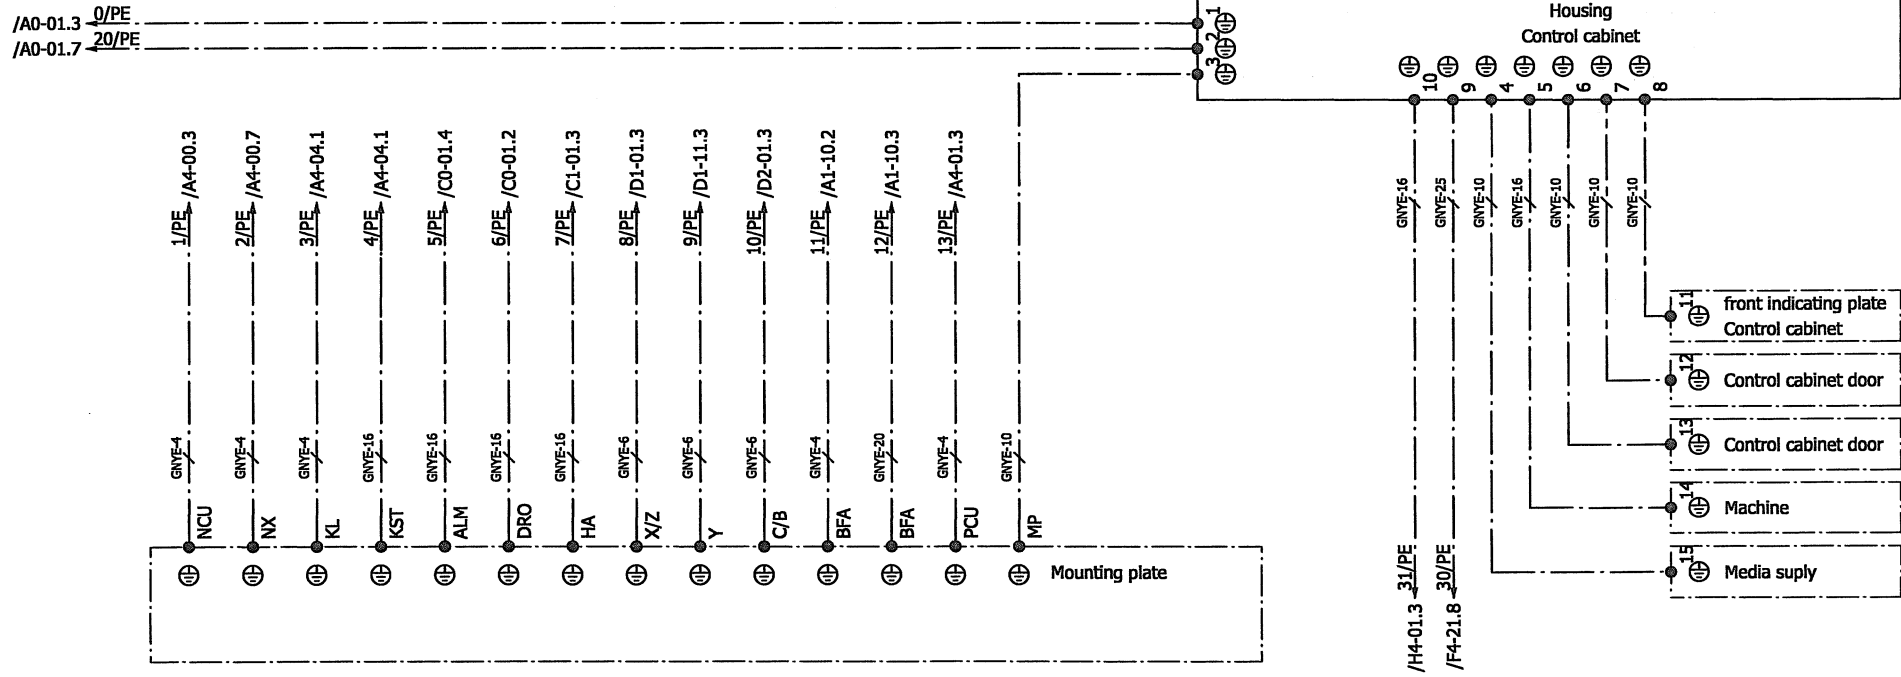 /A0-01.3 0/PE
/A0-01.7 20/PE
1
2
3
Housing
Control cabinet
10
9
4
5
6
7
8
/A4-00.3
/A4-00.7
/A4-04.1
/A4-04.1
/C0-01.4
/C0-01.2
/C1-01.3
/D1-01.3
/D1-11.3
/D2-01.3
/A1-10.2
/A1-10.3
/A4-01.3
1/PE
2/PE
3/PE
4/PE
5/PE
6/PE
7/PE
8/PE
9/PE
10/PE
11/PE
12/PE
13/PE
GNYE-16
GNYE-25
GNYE-10
GNYE-16
GNYE-10
GNYE-10
GNYE-10
11
front indicating plate
Control cabinet
12
Control cabinet door
13
Control cabinet door
14
Machine
15
Media suply
GNYE-4
GNYE-4
GNYE-4
GNYE-16
GNYE-16
GNYE-16
GNYE-16
GNYE-6
GNYE-6
GNYE-6
GNYE-4
GNYE-20
GNYE-4
GNYE-10
NCU
NX
KL
KST
ALM
DRO
HA
X/Z
Y
C/B
BFA
BFA
PCU
MP
Mounting plate
31/PE
30/PE
/H4-01.3
/F4-21.8